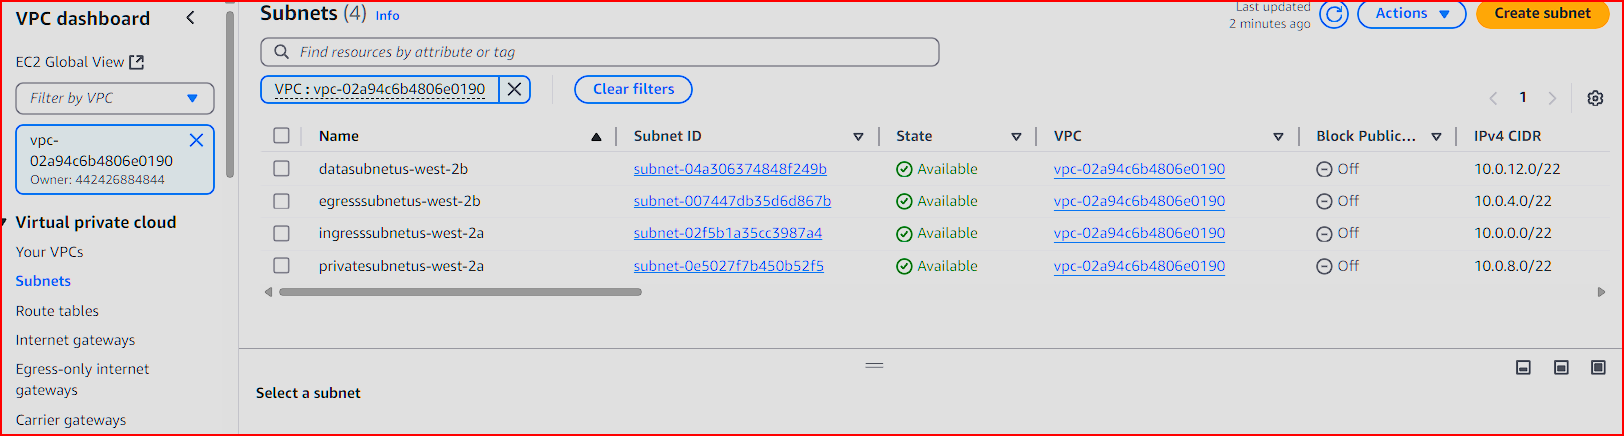 VPC dashboard
EC2 Global View
Filter by VPC
vpc-
02a94c6b4806e0190
Owner: 442426884844
Virtual private cloud
Your VPCs
Subnets
Route tables
Internet gateways
Egress-only internet
gateways
Carrier gateways
Subnets (4) Info
Last updated
2 minutes ago
Actions
Create subnet
Find resources by attribute or tag
VPC : vpc-02a94c6b4806e0190
Clear filters
1
Name Subnet ID State VPC Block Public... IPv4 CIDR
datasubnetus-west-2b subnet-04a306374848f249b Available vpc-02a94c6b4806e0190 Off 10.0.12.0/22
egresssubnetus-west-2b subnet-007447db35d6d867b Available vpc-02a94c6b4806e0190 Off 10.0.4.0/22
ingresssubnetus-west-2a subnet-02f5b1a35cc3987a4 Available vpc-02a94c6b4806e0190 Off 10.0.0.0/22
privatesubnetus-west-2a subnet-0e5027f7b450b52f5 Available vpc-02a94c6b4806e0190 Off 10.0.8.0/22
Select a subnet